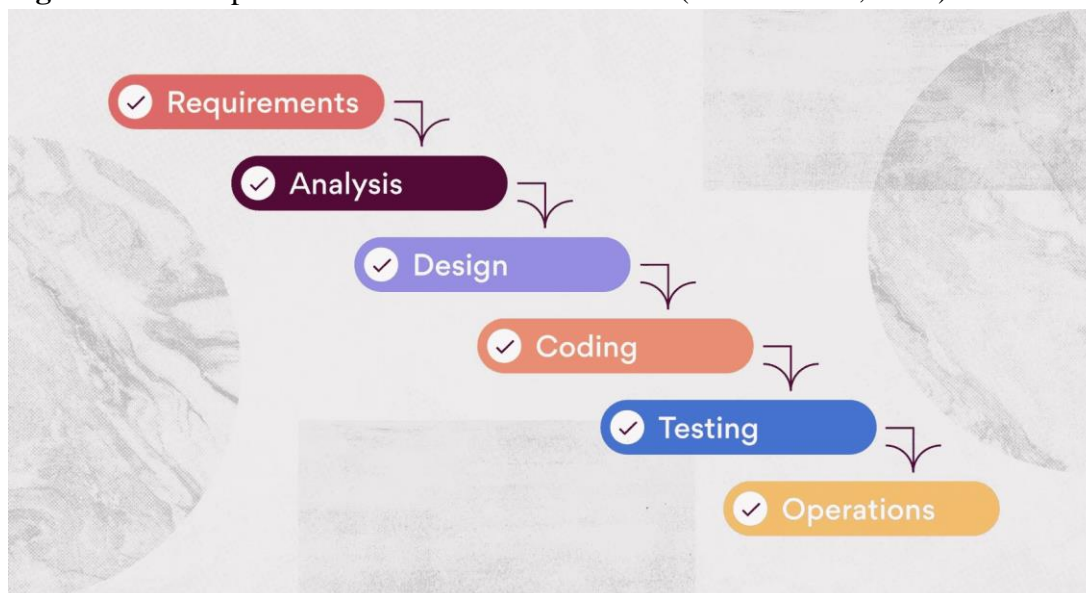 Requirements
Analysis
Design
Coding
Testing
Operations